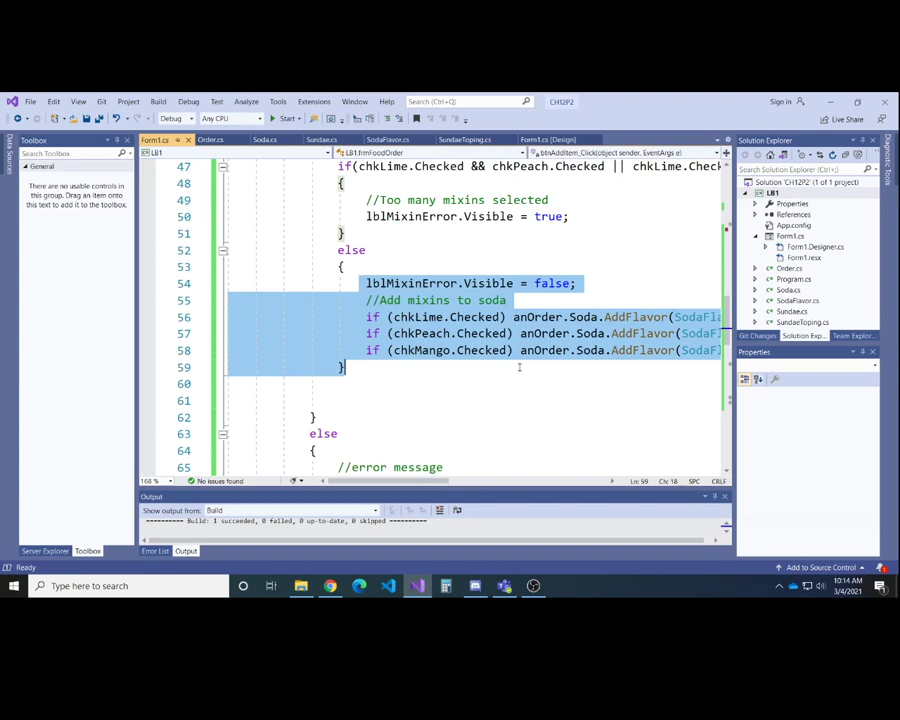 File Edit View Git Project Build Debug Test Analyze Tools Extensions Window Help Search (Ctrl+Q) CH12P2 Sign in
Debug Any CPU Start Live Share
Data Sources
Toolbox
Search Toolbox
General
There are no usable controls in this group. Drag an item onto this text to add it to the toolbox.
Form1.cs Order.cs Soda.cs Sundae.cs SodaFlavor.cs SundaeTopping.cs Form1.cs [Design]
LB1 LB1.frmFoodOrder btnAddItem_Click(object sender, EventArgs e)
47 if(chkLime.Checked && chkPeach.Checked || chkLime.Chec
48 {
49 //Too many mixins selected
50 lblMixinError.Visible = true;
51 }
52 else
53 {
54 lblMixinError.Visible = false;
55 //Add mixins to soda
56 if (chkLime.Checked) anOrder.Soda.AddFlavor(SodaFla
57 if (chkPeach.Checked) anOrder.Soda.AddFlavor(SodaF
58 if (chkMango.Checked) anOrder.Soda.AddFlavor(SodaF
59 }
60
61
62 }
63 else
64 {
65 //error message
168 % No issues found Ln: 59 Ch: 18 SPC CRLF
Output
Show output from: Build
========== Build: 1 succeeded, 0 failed, 0 up-to-date, 0 skipped ==========
Server Explorer Toolbox Error List Output
Solution Explorer
Search Solution Explorer (Ctrl+;)
Solution 'CH12P2' (1 of 1 project)
LB1
Properties
References
App.config
Form1.cs
Form1.Designer.cs
Form1.resx
Order.cs
Program.cs
Soda.cs
SodaFlavor.cs
Sundae.cs
SundaeTopping.cs
Git Changes Solution Exp... Team Explor...
Properties
Diagnostic Tools
Ready Add to Source Control
Type here to search
10:14 AM
3/4/2021